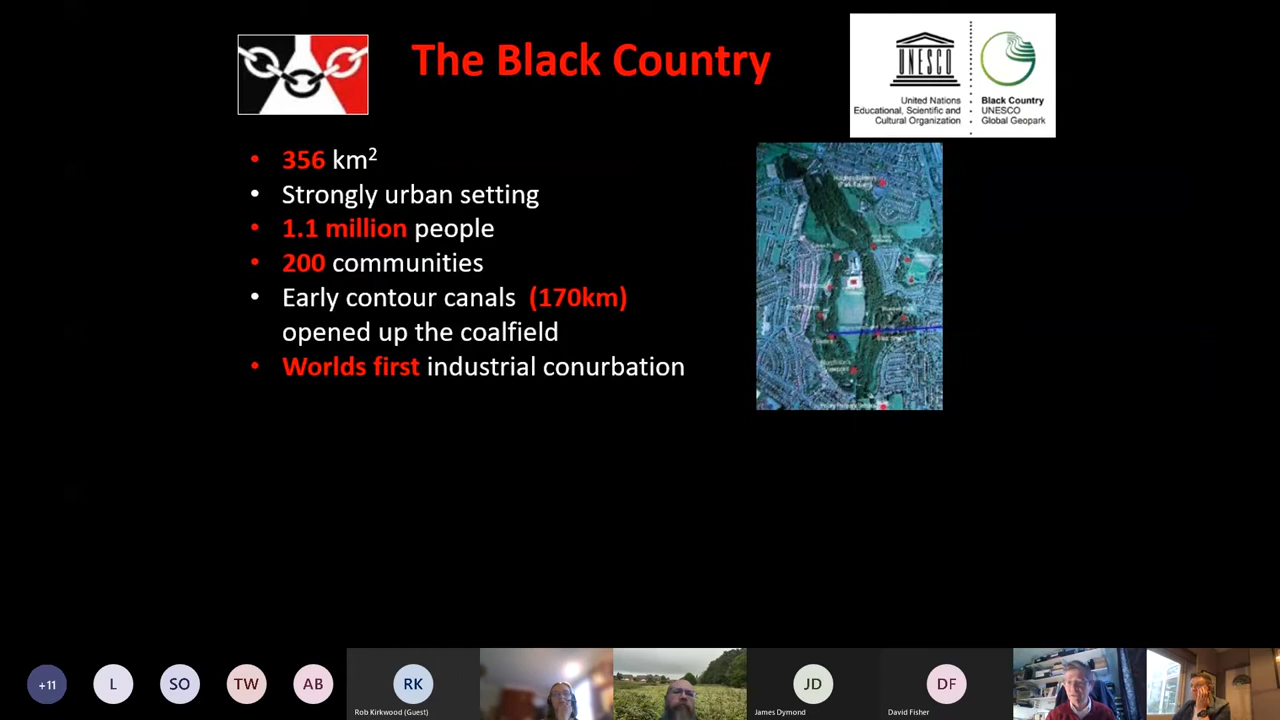 The Black Country
UNESCO
United Nations
Educational, Scientific and
Cultural Organization
Black Country
UNESCO
Global Geopark
• 356 km²
• Strongly urban setting
• 1.1 million people
• 200 communities
• Early contour canals (170km)
opened up the coalfield
• Worlds first industrial conurbation
+11
L
SO
TW
AB
RK
Rob Kirkwood (Guest)
JD
James Dymond
DF
David Fisher